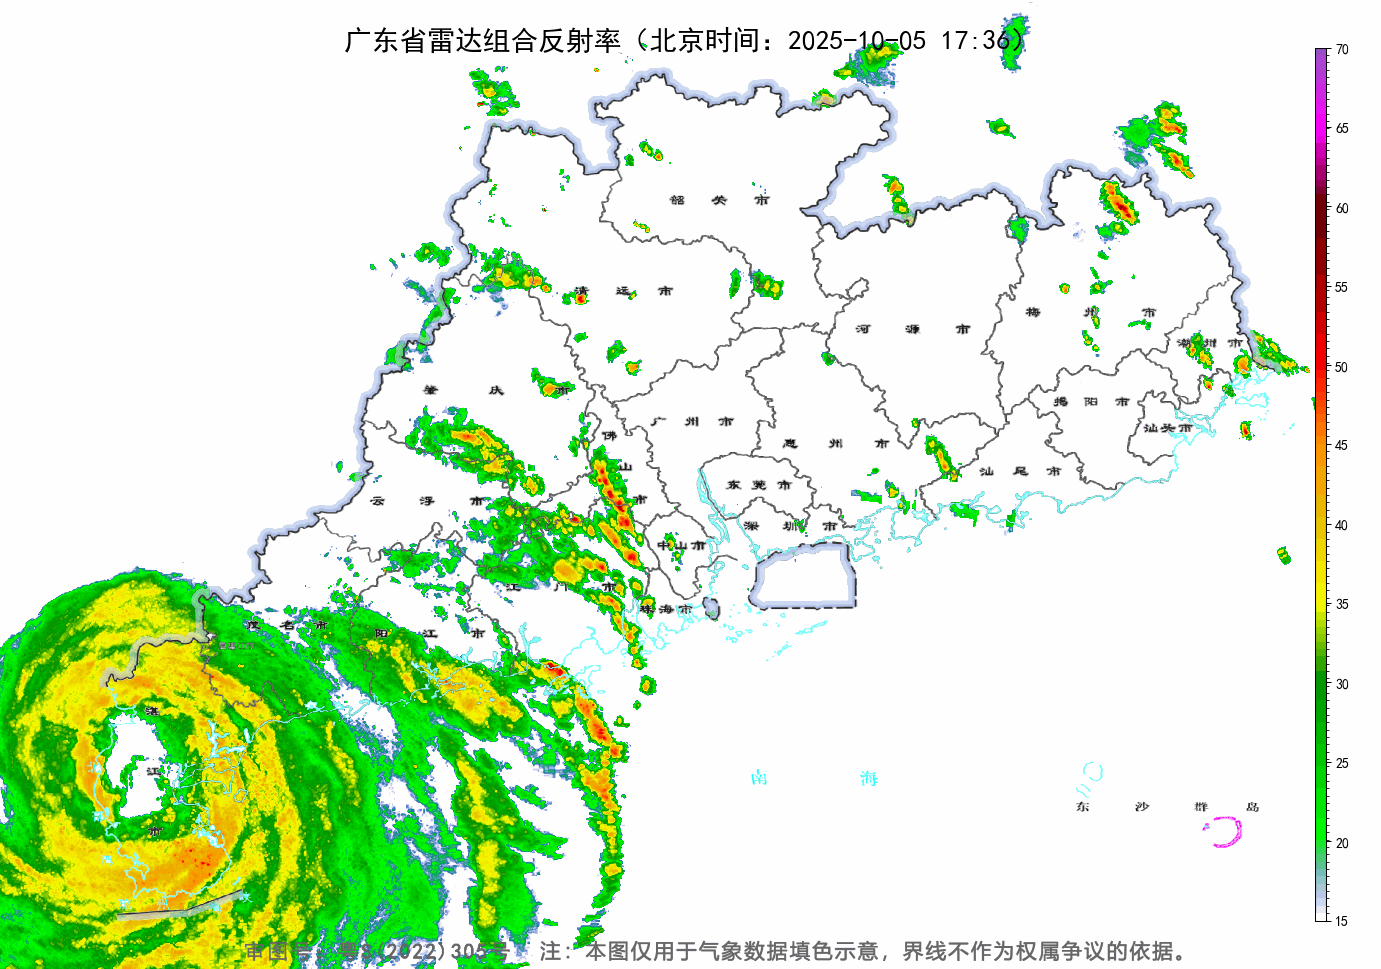 广东省雷达组合反射率（北京时间：2025-10-05 17:36）
70
65
60
55
50
45
40
35
30
25
20
15
韶关市
清远市
河源市
梅州市
潮州市
肇庆市
广州市
揭阳市
汕头市
佛山市
惠州市
汕尾市
云浮市
东莞市
深圳市
中山市
江门市
珠海市
茂名市
阳江市
湛江市
南海
东沙群岛
审图号：粤S(2022)305号 注：本图仅用于气象数据填色示意，界线不作为权属争议的依据。